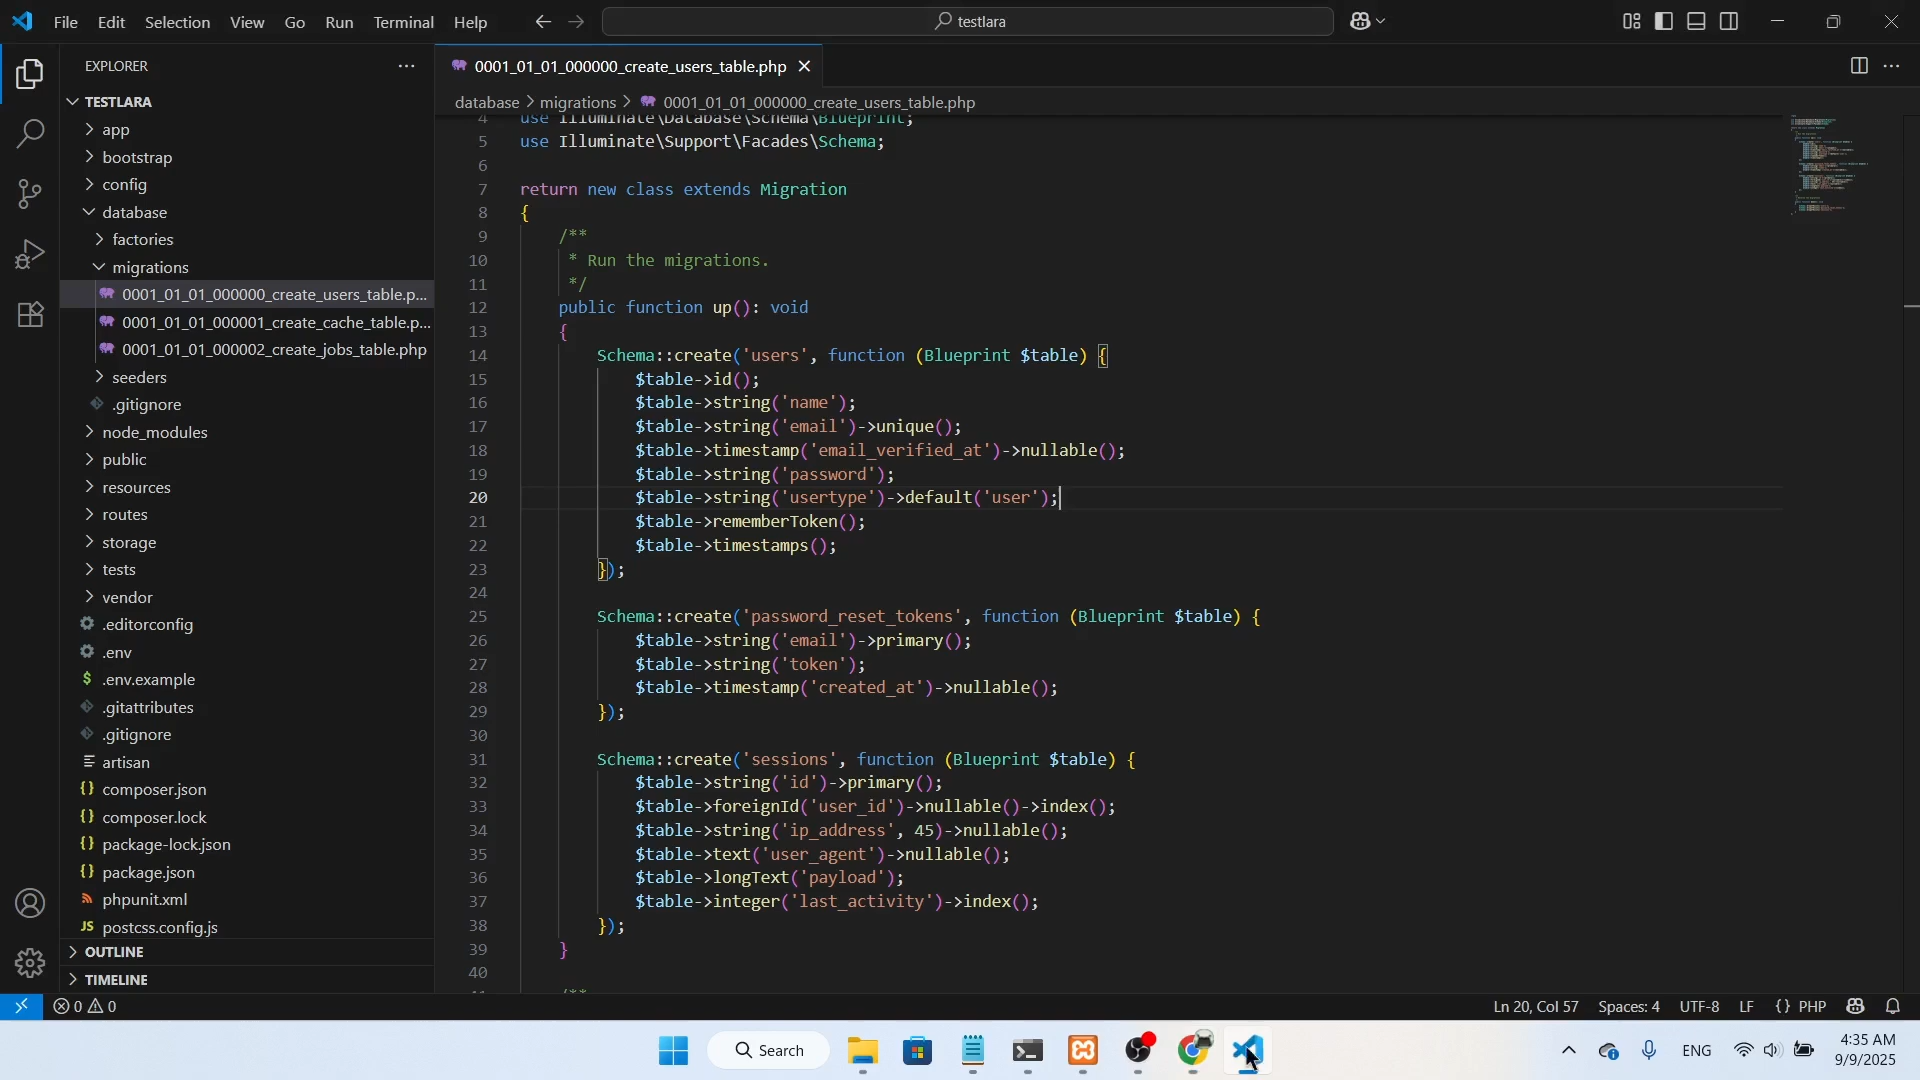 File Edit Selection View Go Run Terminal Help
testlara
EXPLORER
TESTLARA
app
bootstrap
config
database
factories
migrations
0001_01_01_000000_create_users_table.p...
0001_01_01_000001_create_cache_table.p...
0001_01_01_000002_create_jobs_table.php
seeders
.gitignore
node_modules
public
resources
routes
storage
tests
vendor
.editorconfig
.env
.env.example
.gitattributes
.gitignore
artisan
composer.json
composer.lock
package-lock.json
package.json
phpunit.xml
postcss.config.js
OUTLINE
TIMELINE
0001_01_01_000000_create_users_table.php
database > migrations > 0001_01_01_000000_create_users_table.php
4 use Illuminate\Database\Schema\Blueprint;
5 use Illuminate\Support\Facades\Schema;
6
7 return new class extends Migration
8 {
9 /**
10 * Run the migrations.
11 */
12 public function up(): void
13 {
14 Schema::create('users', function (Blueprint $table) {
15 $table->id();
16 $table->string('name');
17 $table->string('email')->unique();
18 $table->timestamp('email_verified_at')->nullable();
19 $table->string('password');
20 $table->string('usertype')->default('user');
21 $table->rememberToken();
22 $table->timestamps();
23 });
24
25 Schema::create('password_reset_tokens', function (Blueprint $table) {
26 $table->string('email')->primary();
27 $table->string('token');
28 $table->timestamp('created_at')->nullable();
29 });
30
31 Schema::create('sessions', function (Blueprint $table) {
32 $table->string('id')->primary();
33 $table->foreignId('user_id')->nullable()->index();
34 $table->string('ip_address', 45)->nullable();
35 $table->text('user_agent')->nullable();
36 $table->longText('payload');
37 $table->integer('last_activity')->index();
38 });
39 }
40
0 0
Ln 20, Col 57 Spaces: 4 UTF-8 LF {} PHP
Search
ENG
4:35 AM
9/9/2025